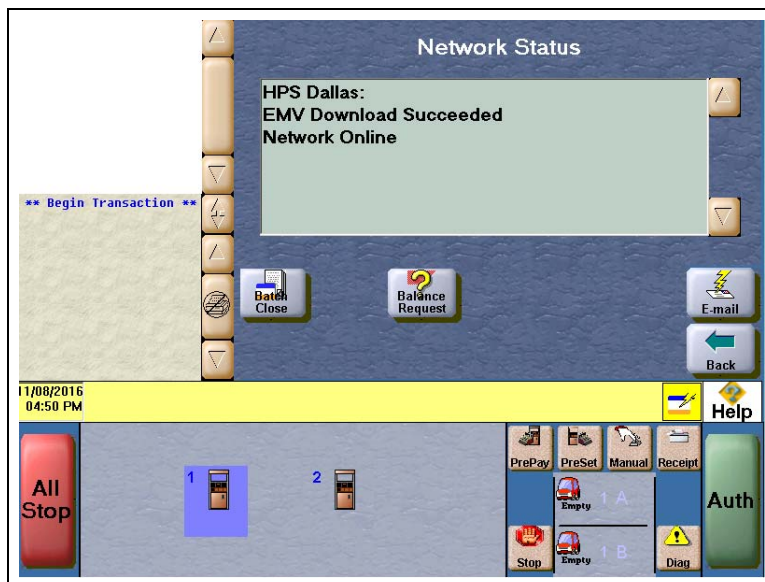 Network Status
HPS Dallas:
EMV Download Succeeded
Network Online
** Begin Transaction **
Batch
Close
Balance
Request
E-mail
Back
11/08/2016
04:50 PM
Help
All
Stop
1
2
PrePay
PreSet
Manual
Receipt
Empty
1 A
Stop
Empty
1 B
Diag
Auth